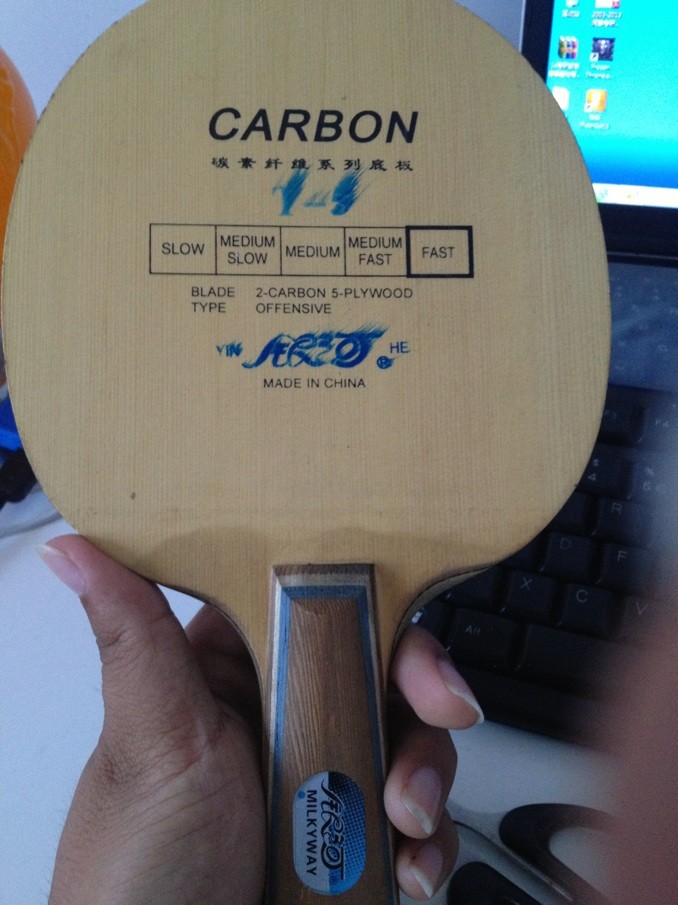 CARBON
碳素纤维系列底板
SLOW
MEDIUM SLOW
MEDIUM
MEDIUM FAST
FAST
BLADE 2-CARBON 5-PLYWOOD
TYPE OFFENSIVE
YIN HE
MADE IN CHINA
MILKYWAY
R
D
F
X
C
V
Alt